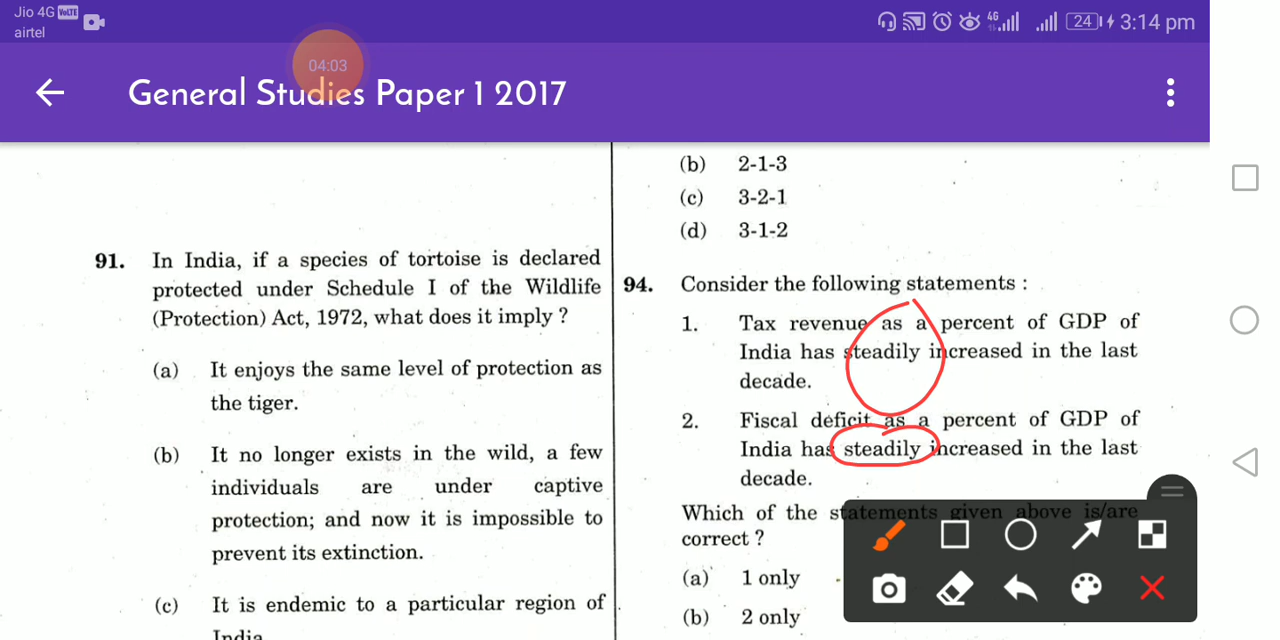 Jio 4G VoLTE
airtel
4G
24
3:14 pm
04:03
General Studies Paper 1 2017
91. In India, if a species of tortoise is declared
protected under Schedule I of the Wildlife
(Protection) Act, 1972, what does it imply ?
(a) It enjoys the same level of protection as
the tiger.
(b) It no longer exists in the wild, a few
individuals are under captive
protection; and now it is impossible to
prevent its extinction.
(c) It is endemic to a particular region of
India
(b) 2-1-3
(c) 3-2-1
(d) 3-1-2
94. Consider the following statements :
1. Tax revenue as a percent of GDP of
India has steadily increased in the last
decade.
2. Fiscal deficit as a percent of GDP of
India has steadily increased in the last
decade.
Which of the statements given above is/are
correct ?
(a) 1 only
(b) 2 only